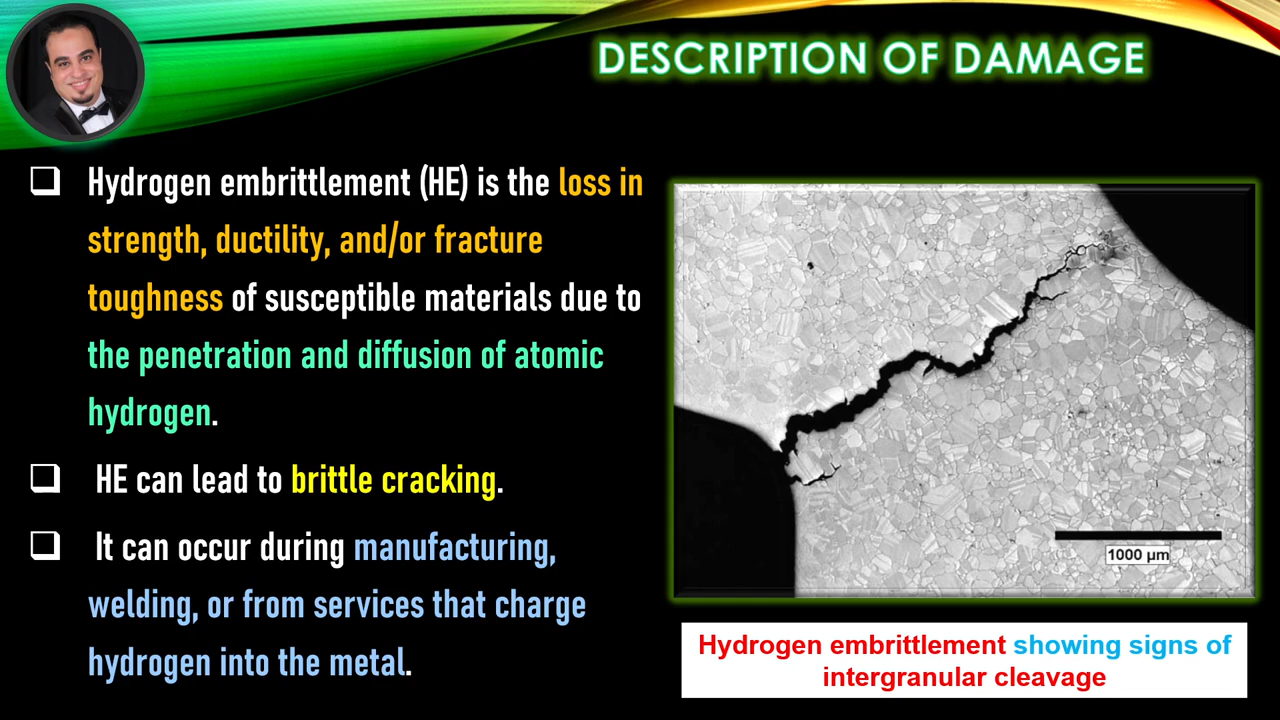 DESCRIPTION OF DAMAGE
❑ Hydrogen embrittlement (HE) is the loss in
strength, ductility, and/or fracture
toughness of susceptible materials due to
the penetration and diffusion of atomic
hydrogen.
❑ HE can lead to brittle cracking.
❑ It can occur during manufacturing,
welding, or from services that charge
hydrogen into the metal.
1000 µm
Hydrogen embrittlement showing signs of
intergranular cleavage